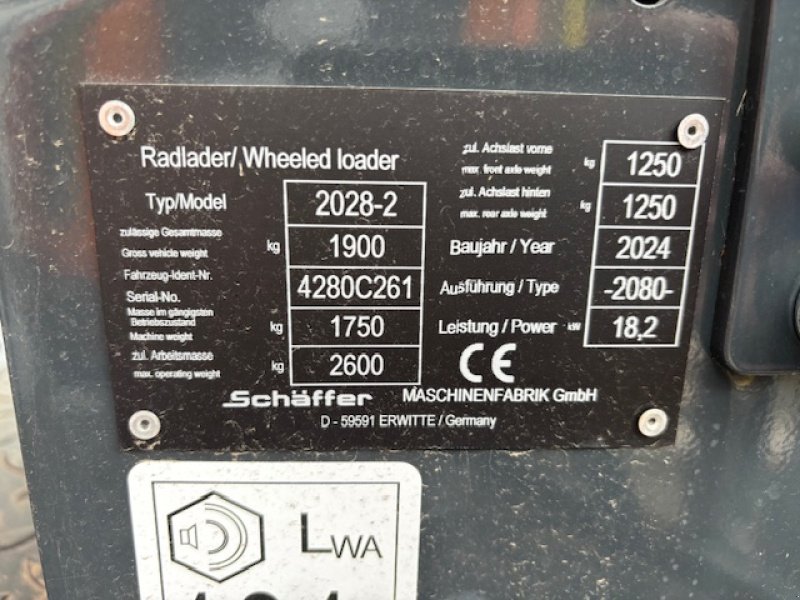 Radlader/ Wheeled loader
Typ/Model 2028-2
zulässige Gesamtmasse
Gross vehicle weight kg 1900
Fahrzeug-Ident-Nr.
Serial-No. 4280C261
Masse im gängigsten
Betriebszustand
Machine weight kg 1750
zul. Arbeitsmasse
max. operating weight kg 2600
zul. Achslast vorne
max. front axle weight kg 1250
zul. Achslast hinten
max. rear axle weight kg 1250
Baujahr / Year 2024
Ausführung / Type -2080-
Leistung / Power kW 18,2
CE
Schäffer MASCHINENFABRIK GmbH
D - 59591 ERWITTE / Germany
LWA